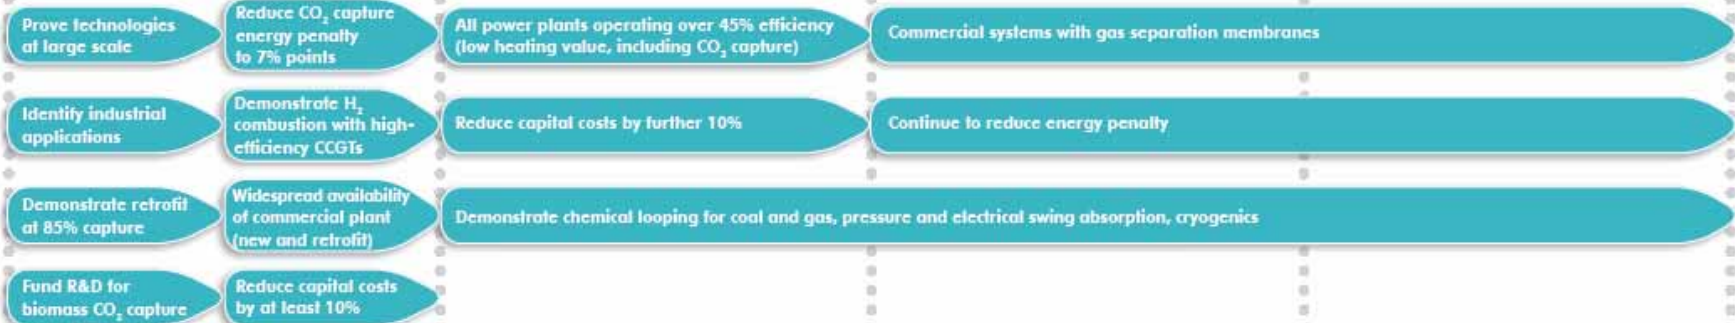 Prove technologies
at large scale
Reduce CO₂ capture
energy penalty
to 7% points
All power plants operating over 45% efficiency
(low heating value, including CO₂ capture)
Commercial systems with gas separation membranes
Identify industrial
applications
Demonstrate H₂
combustion with high-
efficiency CCGTs
Reduce capital costs by further 10%
Continue to reduce energy penalty
Demonstrate retrofit
at 85% capture
Widespread availability
of commercial plant
(new and retrofit)
Demonstrate chemical looping for coal and gas, pressure and electrical swing absorption, cryogenics
Fund R&D for
biomass CO₂ capture
Reduce capital costs
by at least 10%